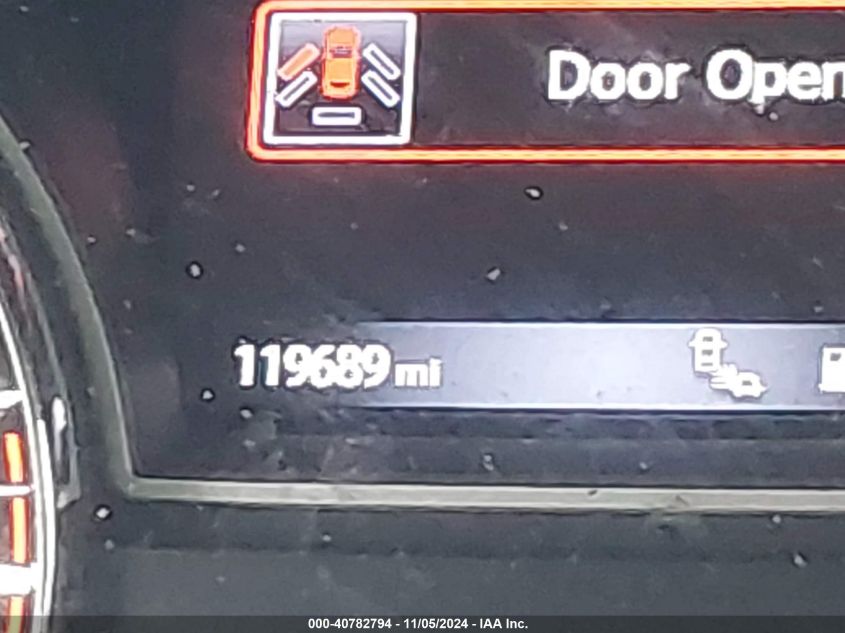 Door Open
119689 mi
000-40782794 - 11/05/2024 - IAA Inc.